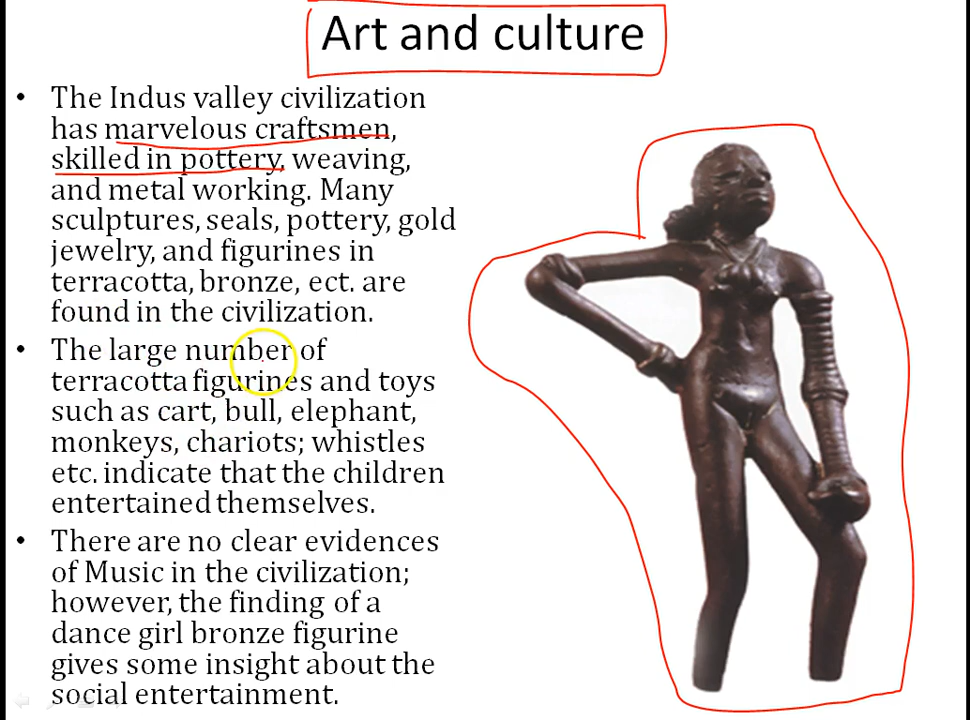 Art and culture
• The Indus valley civilization
has marvelous craftsmen,
skilled in pottery, weaving,
and metal working. Many
sculptures, seals, pottery, gold
jewelry, and figurines in
terracotta, bronze, ect. are
found in the civilization.
• The large number of
terracotta figurines and toys
such as cart, bull, elephant,
monkeys, chariots; whistles
etc. indicate that the children
entertained themselves.
• There are no clear evidences
of Music in the civilization;
however, the finding of a
dance girl bronze figurine
gives some insight about the
social entertainment.